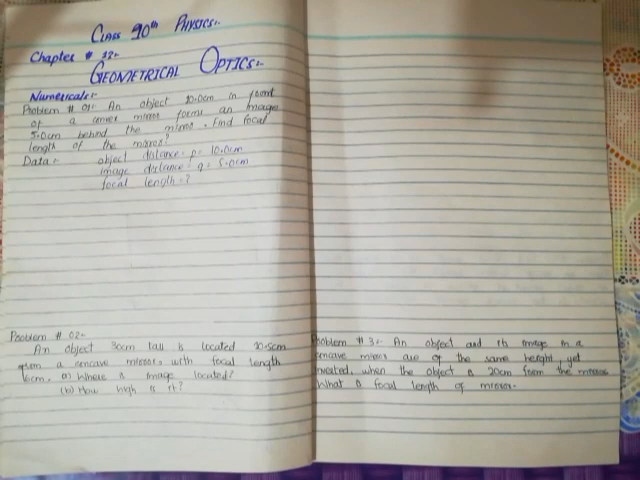 CLASS 10th PHYSICS:-
Chapter # 12:-
GEOMETRICAL OPTICS:-
Numericals:-
Problem # 01:- An object 10.0cm in front
of a convex mirror forms an image
5.0cm behind the mirror. Find focal
length of the mirror?
Data:- object distance = p = 10.0cm
image distance = q = 5.0cm
focal length = ?
Problem # 02:-
An object 30cm tall is located 10.5cm
from a concave mirror, with focal length
16cm. a) Where is image located?
(b) How high is it?
Problem # 3:- An object and its image in a
concave mirror are of the same height, yet
inverted, when the object is 20cm from the mirror.
What is focal length of mirror.